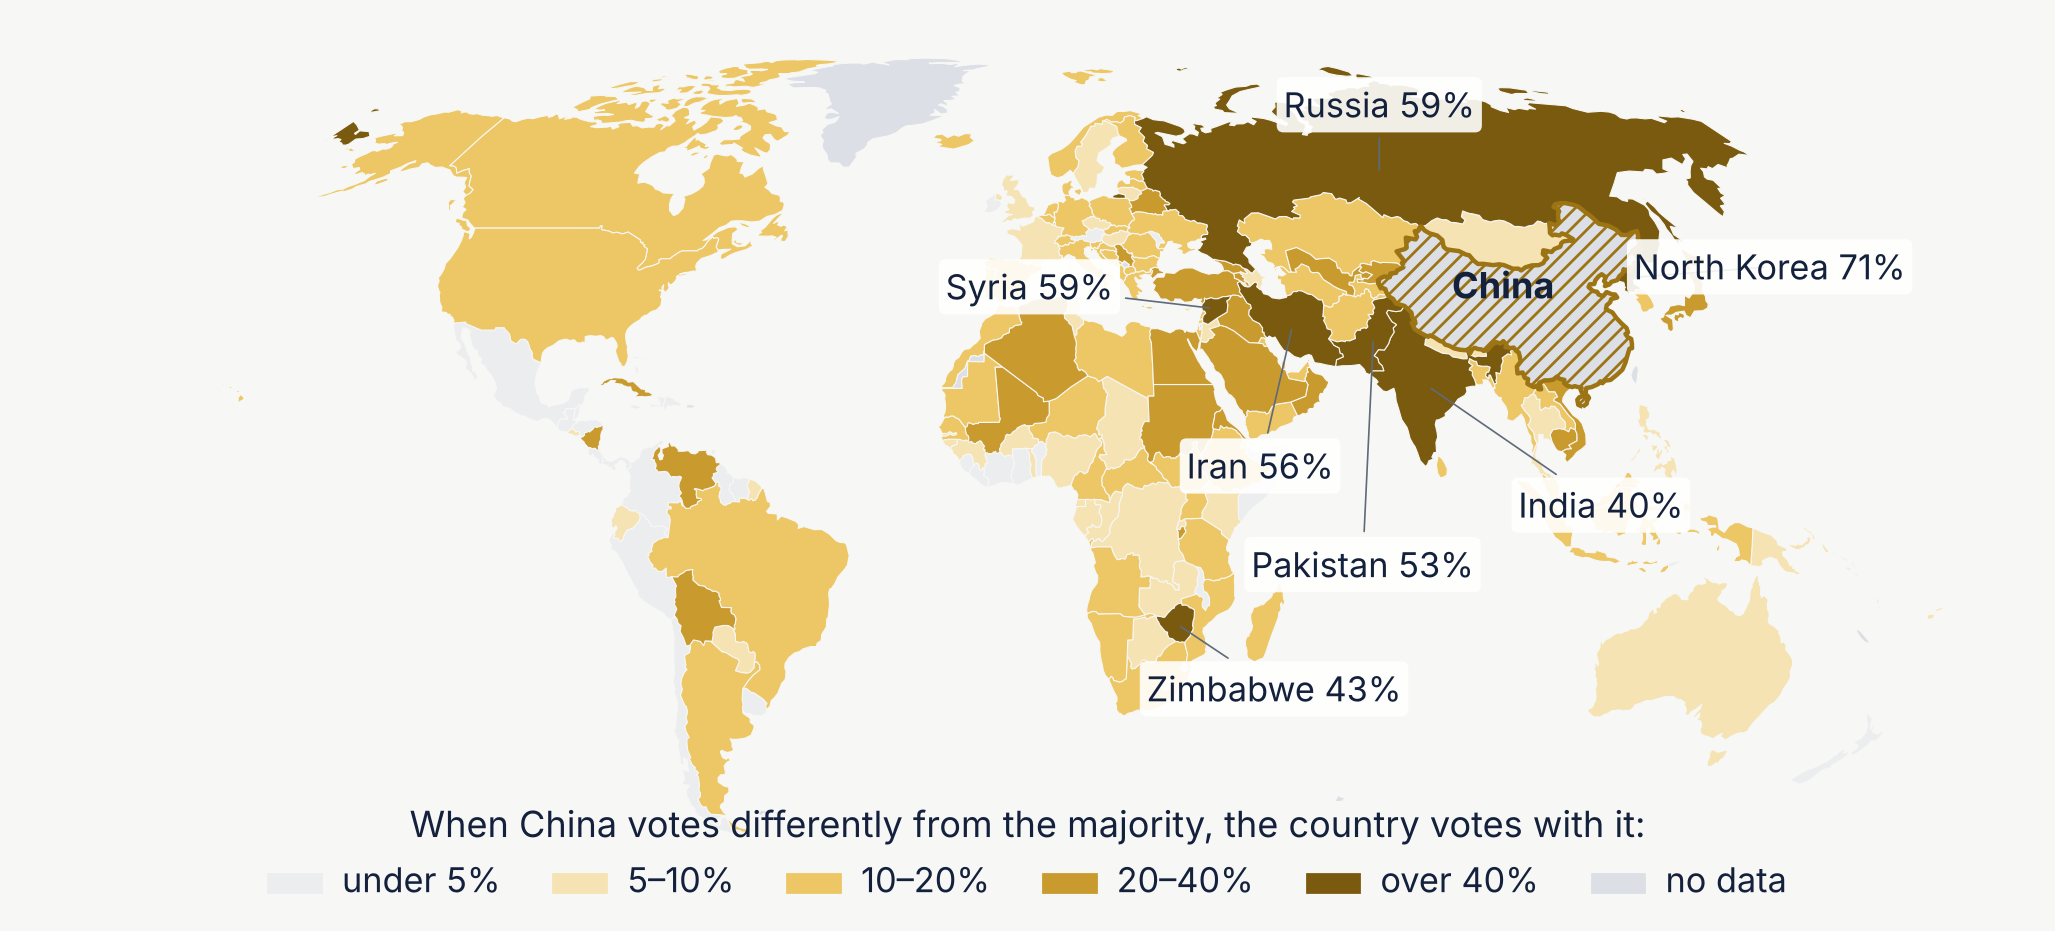 Russia 59%
North Korea 71%
China
Syria 59%
Iran 56%
India 40%
Pakistan 53%
Zimbabwe 43%
When China votes differently from the majority, the country votes with it:
under 5% 5–10% 10–20% 20–40% over 40% no data